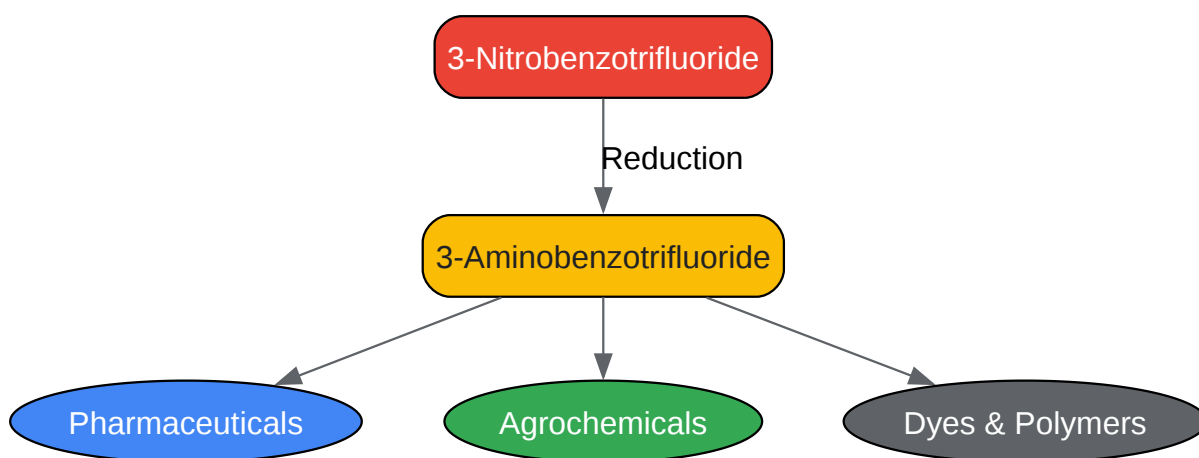 3-Nitrobenzotrifluoride
Reduction
3-Aminobenzotrifluoride
Pharmaceuticals
Agrochemicals
Dyes & Polymers